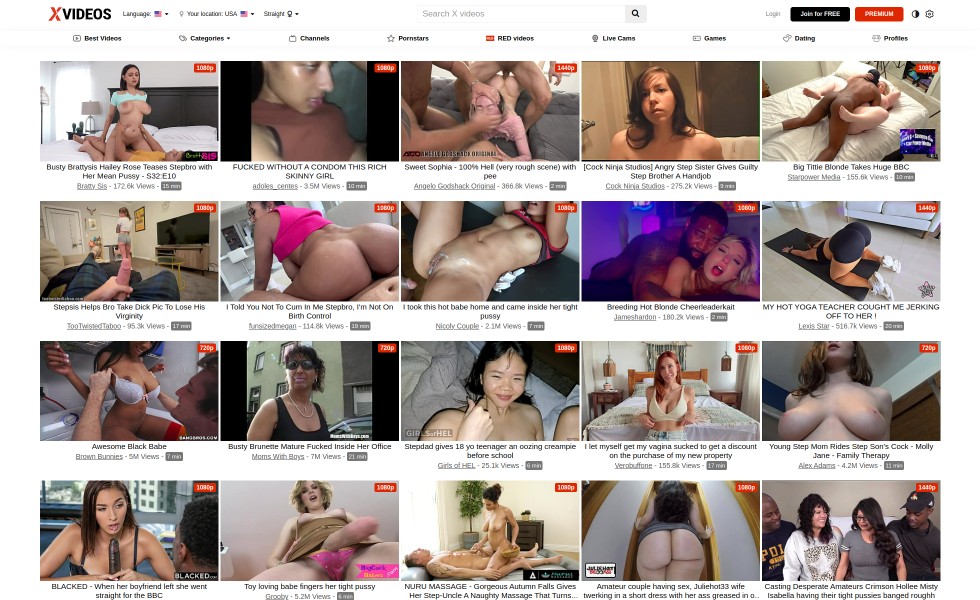 XVIDEOS
Language:
Your location: USA
Straight
Search X videos
Login
Join for FREE
PREMIUM
Best Videos
Categories
Channels
Pornstars
RED videos
Live Cams
Games
Dating
Profiles
1080p
Busty Brattysis Hailey Rose Teases Stepbro with
Her Mean Pussy - S32:E10
Bratty Sis - 172.6k Views - 15 min
1080p
FUCKED WITHOUT A CONDOM THIS RICH
SKINNY GIRL
adoles_centes - 3.5M Views - 10 min
1440p
Sweet Sophia - 100% Hell (very rough scene) with
pee
Angelo Godshack Original - 366.8k Views - 2 min
[Cock Ninja Studios] Angry Step Sister Gives Guilty
Step Brother A Handjob
Cock Ninja Studios - 275.2k Views - 9 min
1080p
Big Tittie Blonde Takes Huge BBC
Starpower Media - 155.6k Views - 10 min
1080p
Stepsis Helps Bro Take Dick Pic To Lose His
Virginity
TooTwistedTaboo - 95.3k Views - 17 min
1080p
I Told You Not To Cum In Me Stepbro, I'm Not On
Birth Control
funsizedmegan - 114.8k Views - 19 min
1080p
I took this hot babe home and came inside her tight
pussy
Nicoly Couple - 2.1M Views - 7 min
1080p
Breeding Hot Blonde Cheerleaderkait
Jameshardon - 180.2k Views - 2 min
1440p
MY HOT YOGA TEACHER COUGHT ME JERKING
OFF TO HER !
Lexis Star - 516.7k Views - 20 min
720p
BANGBROS.COM
Awesome Black Babe
Brown Bunnies - 5M Views - 7 min
720p
MomsWithBoys.com
Busty Brunette Mature Fucked Inside Her Office
Moms With Boys - 7M Views - 21 min
1080p
GIRLSofHEL
Stepdad gives 18 yo teenager an oozing creampie
before school
Girls of HEL - 25.1k Views - 6 min
1080p
I let myself get my vagina sucked to get a discount
on the purchase of my new property
Verobuffone - 155.8k Views - 17 min
720p
Young Step Mom Rides Step Son's Cock - Molly
Jane - Family Therapy
Alex Adams - 4.2M Views - 11 min
1080p
BLACKED.COM
BLACKED - When her boyfriend left she went
straight for the BBC
1080p
Toy loving babe fingers her tight pussy
Grooby - 5.2M Views - 6 min
1080p
NURU MASSAGE - Gorgeous Autumn Falls Gives
Her Step-Uncle A Naughty Massage That Turns...
1080p
Amateur couple having sex, Juliehot33 wife
twerking in a short dress with her ass greased in o..
1440p
Casting Desperate Amateurs Crimson Hollee Misty
Isabella having their tight pussies banged roughh